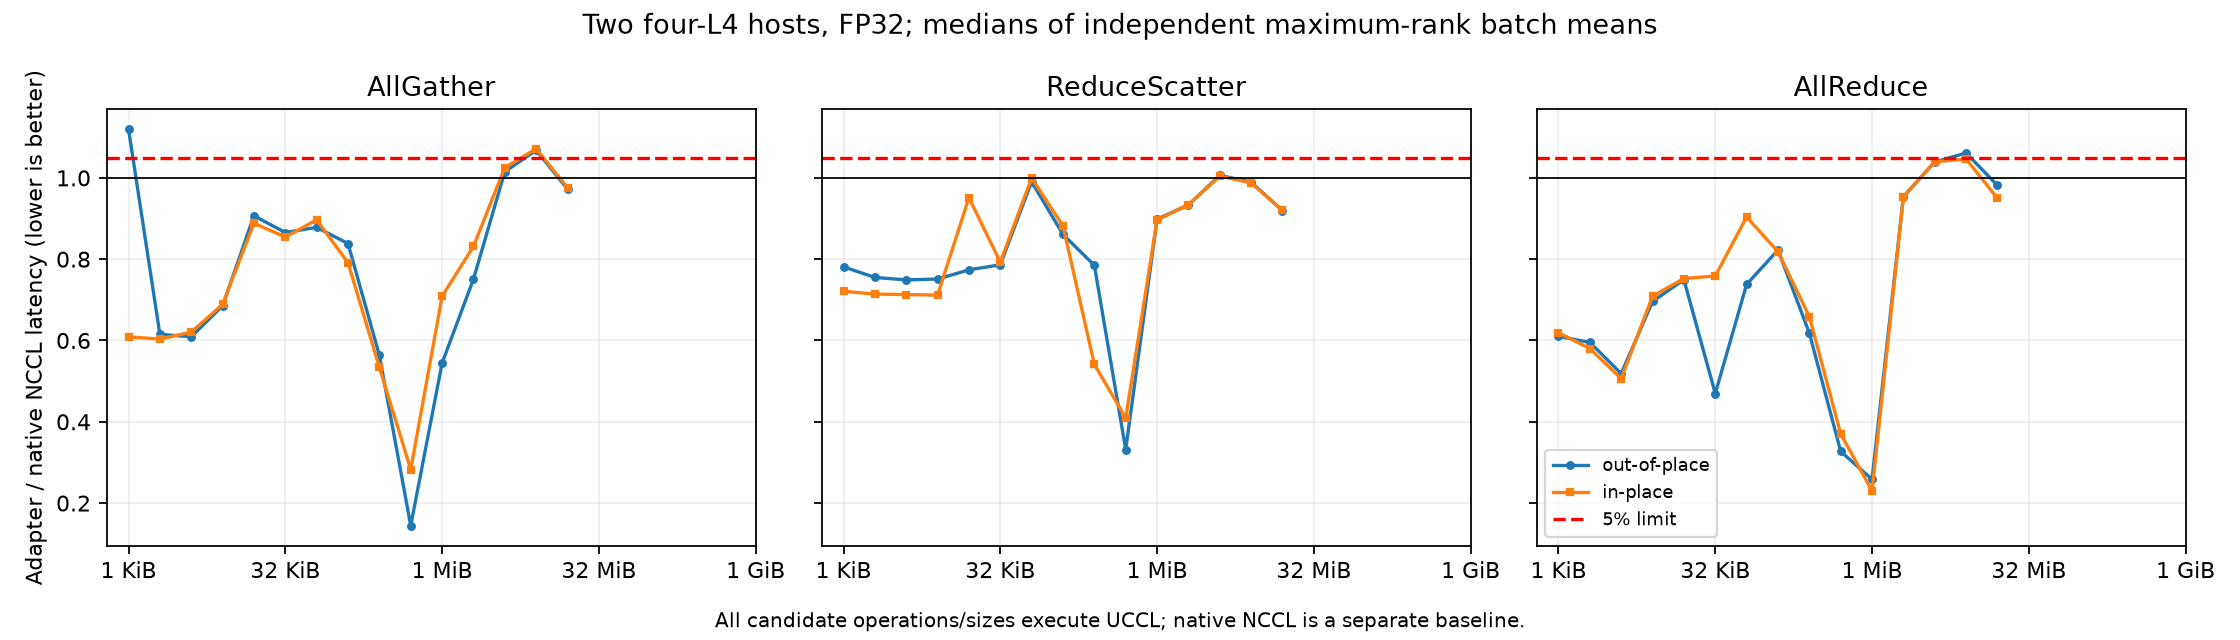 Two four-L4 hosts, FP32; medians of independent maximum-rank batch means
AllGather
ReduceScatter
AllReduce
Adapter / native NCCL latency (lower is better)
1.0
0.8
0.6
0.4
0.2
1 KiB
32 KiB
1 MiB
32 MiB
1 GiB
1 KiB
32 KiB
1 MiB
32 MiB
1 GiB
out-of-place
in-place
5% limit
1 KiB
32 KiB
1 MiB
32 MiB
1 GiB
All candidate operations/sizes execute UCCL; native NCCL is a separate baseline.